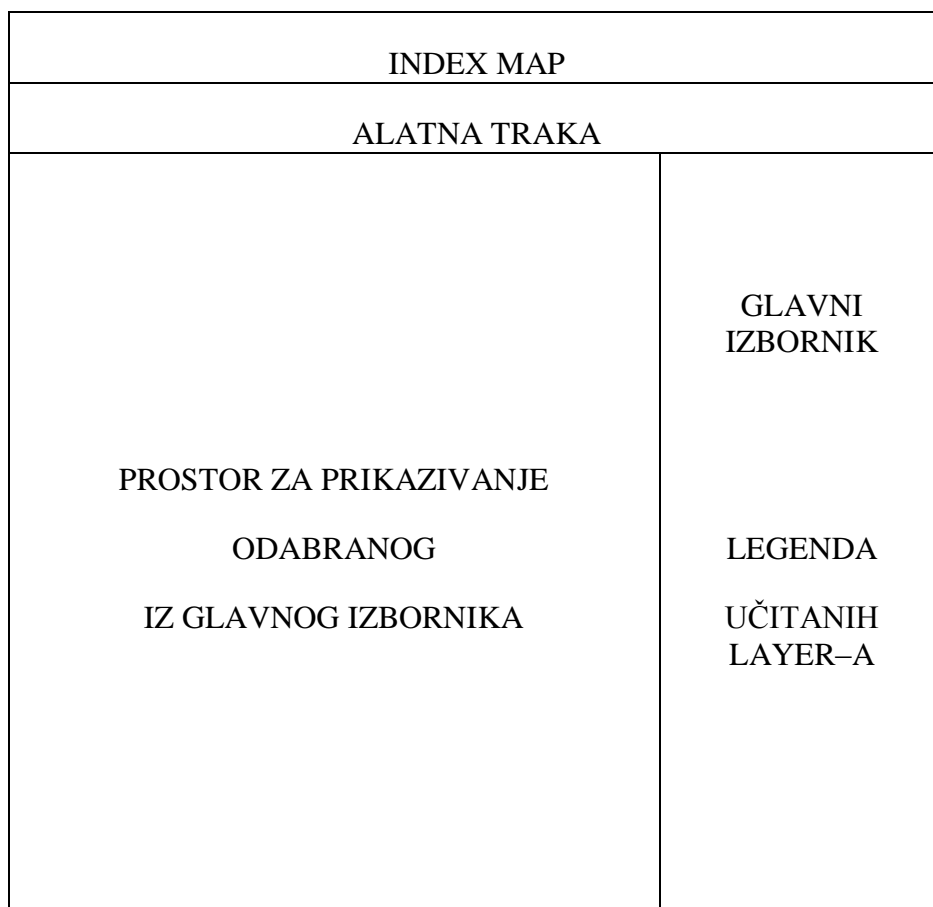 INDEX MAP
ALATNA TRAKA
PROSTOR ZA PRIKAZIVANJE
ODABRANOG
IZ GLAVNOG IZBORNIKA
GLAVNI
IZBORNIK
LEGENDA
UČITANIH
LAYER–A